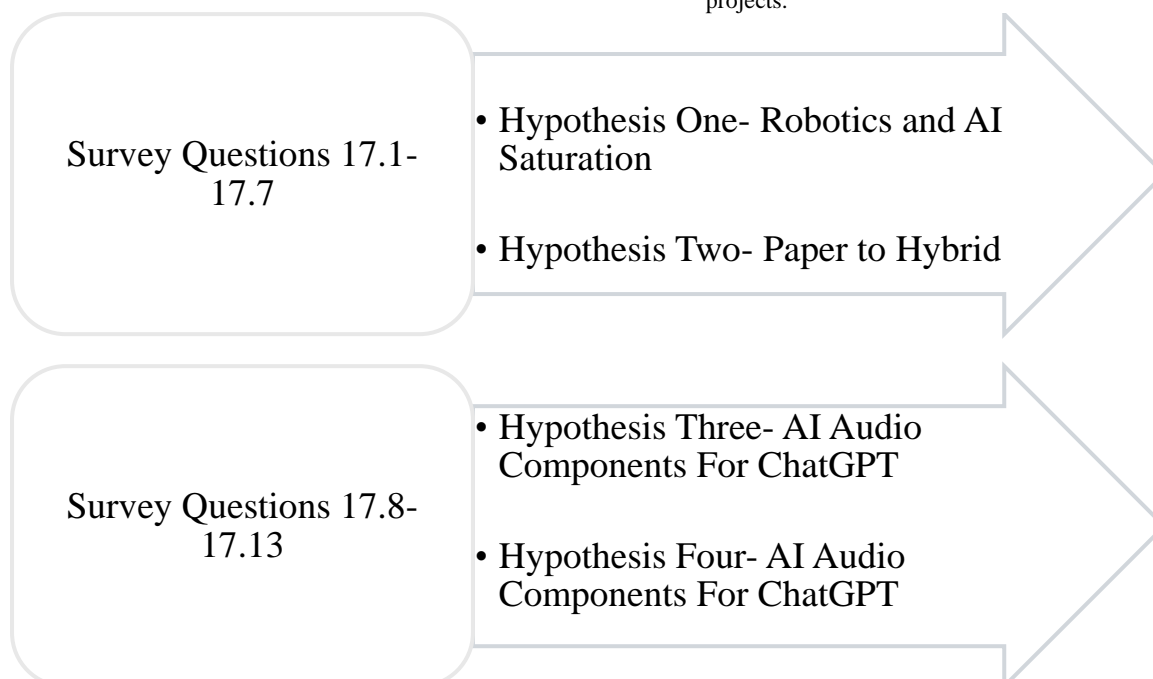 projects.
Survey Questions 17.1-
17.7
• Hypothesis One- Robotics and AI
Saturation
• Hypothesis Two- Paper to Hybrid
Survey Questions 17.8-
17.13
• Hypothesis Three- AI Audio
Components For ChatGPT
• Hypothesis Four- AI Audio
Components For ChatGPT